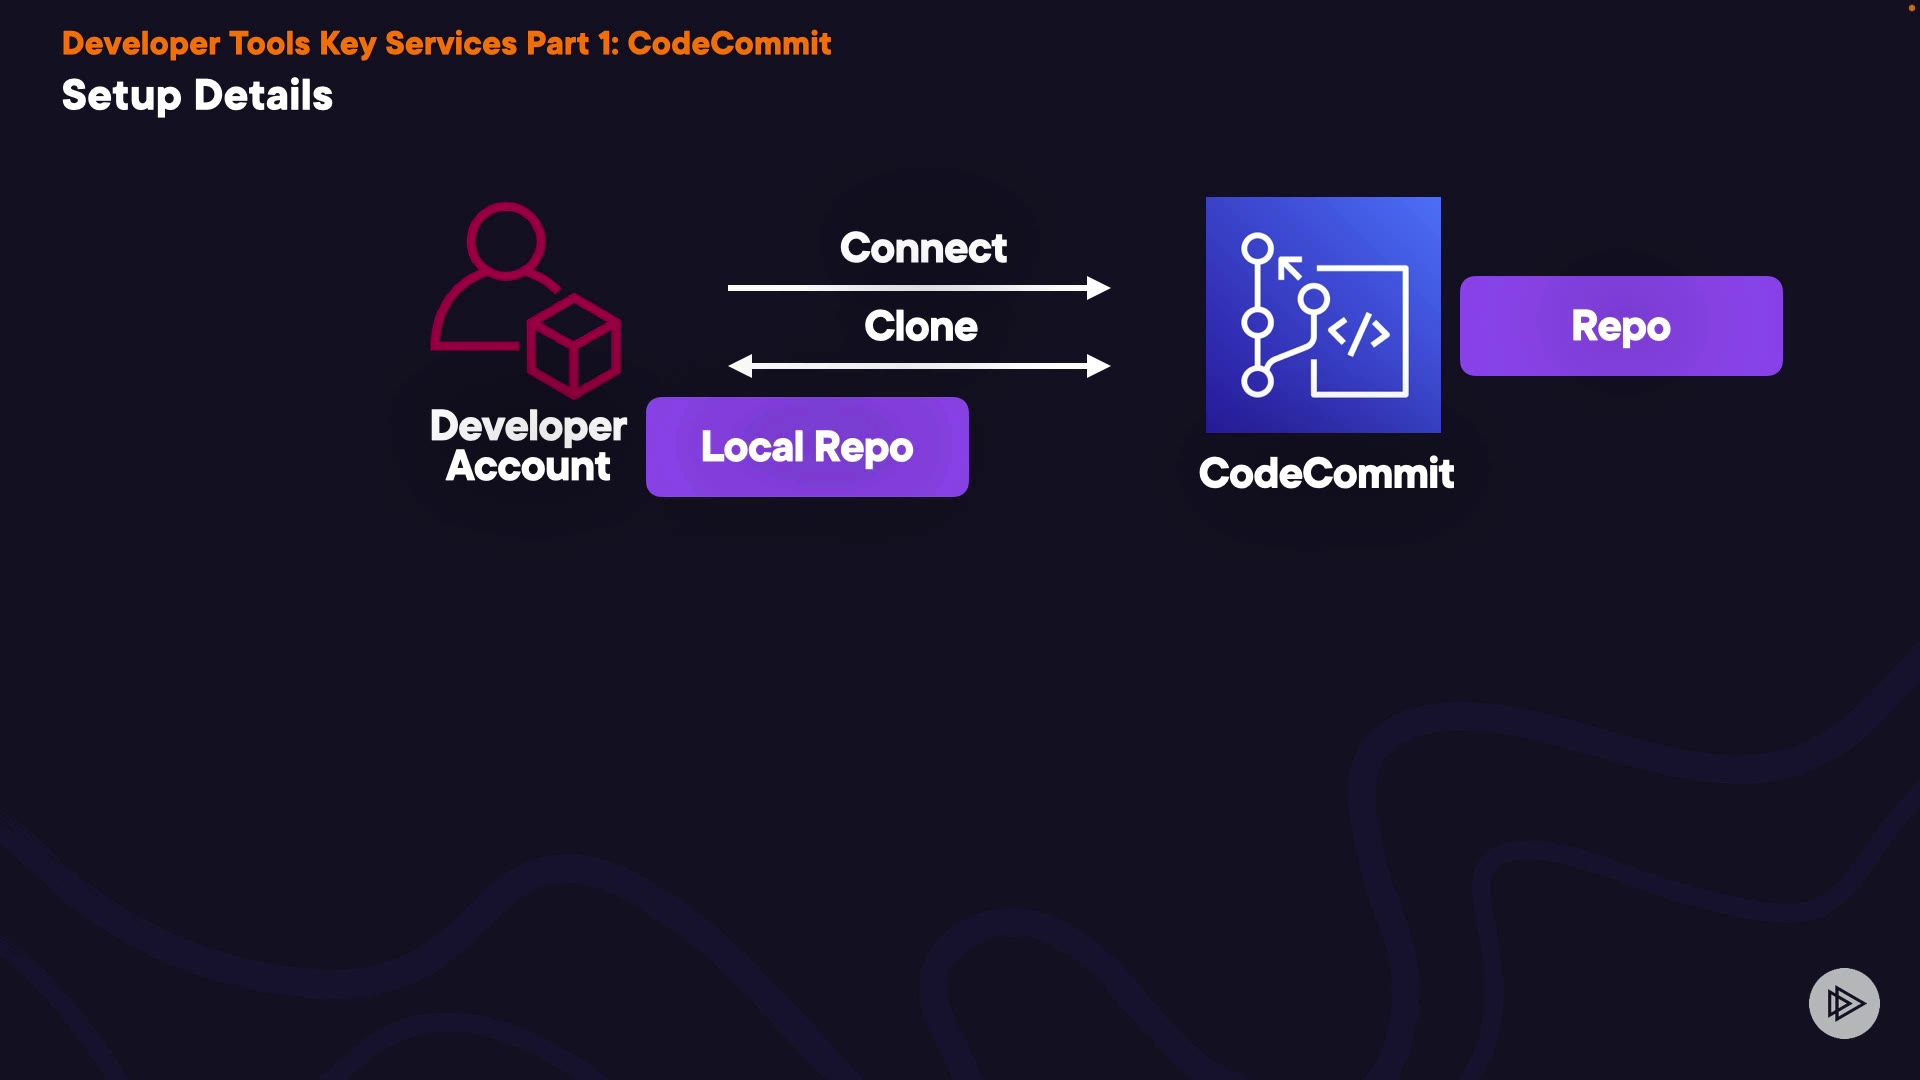 Developer Tools Key Services Part 1: CodeCommit
Setup Details
Connect
Clone
Repo
Developer
Account
Local Repo
CodeCommit